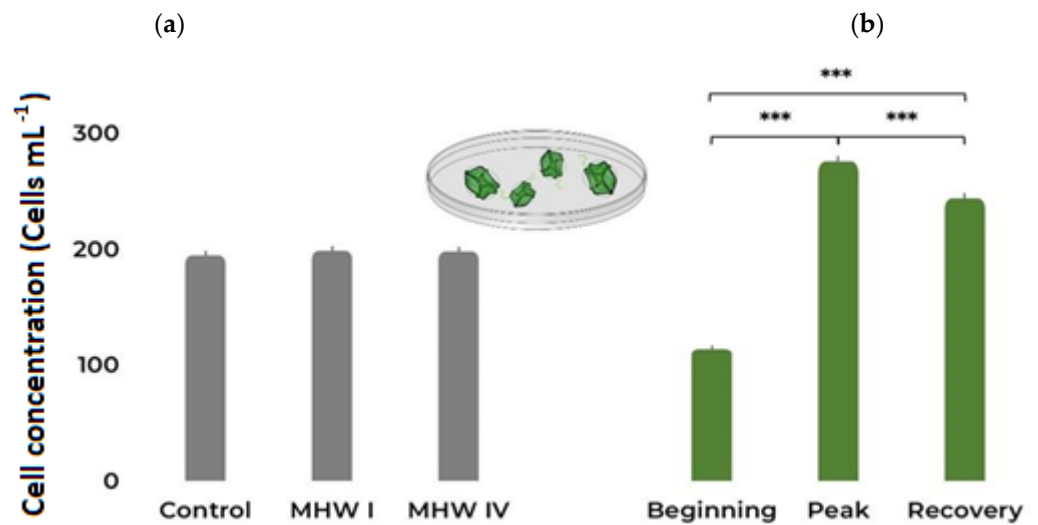 (a)
(b)
Cell concentration (Cells mL-1)
300
200
100
0
Control MHW I MHW IV
***
*** ***
Beginning Peak Recovery